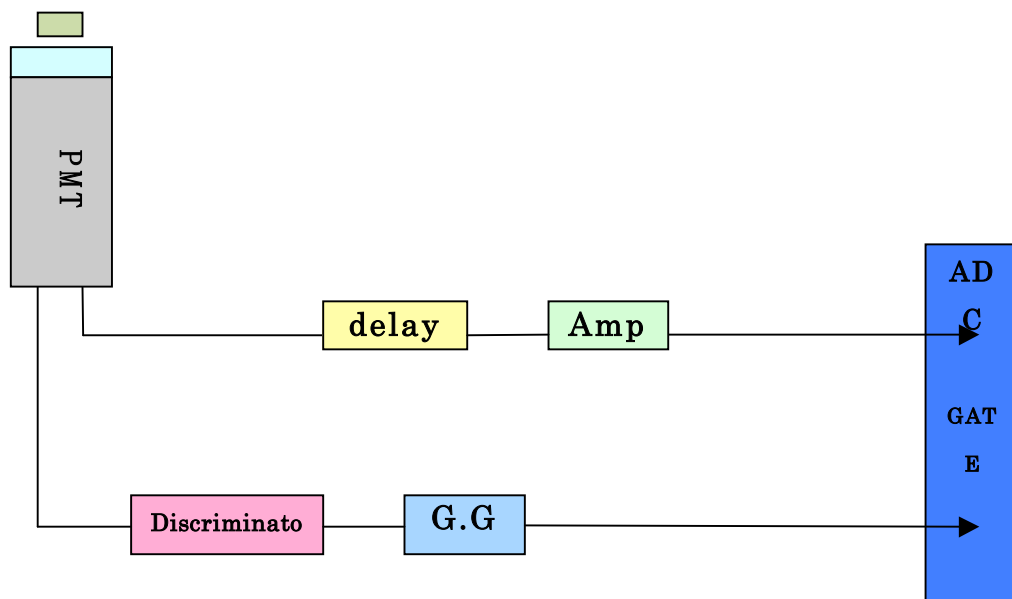 PMT
delay
Amp
AD
C
GAT
E
Discriminato
G.G